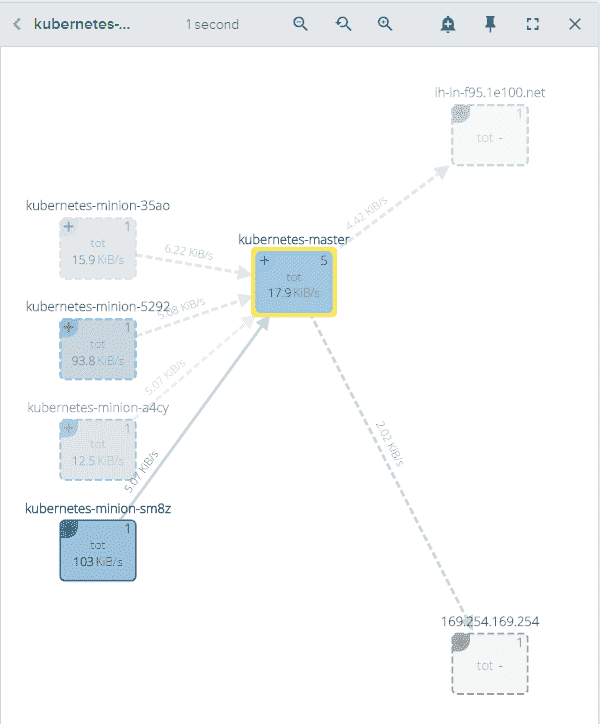 kubernetes-...
1 second
ih-in-f95.1e100.net
1
tot -
4.42 KiB/s
kubernetes-minion-35ao
+ 1
tot
15.9 KiB/s
6.22 KiB/s
kubernetes-master
+ 5
tot
17.9 KiB/s
kubernetes-minion-5292
+ 1
tot
93.8 KiB/s
5.08 KiB/s
kubernetes-minion-a4cy
+ 1
tot
12.5 KiB/s
5.07 KiB/s
kubernetes-minion-sm8z
1
tot
103 KiB/s
5.07 KiB/s
2.02 KiB/s
169.254.169.254
1
tot -